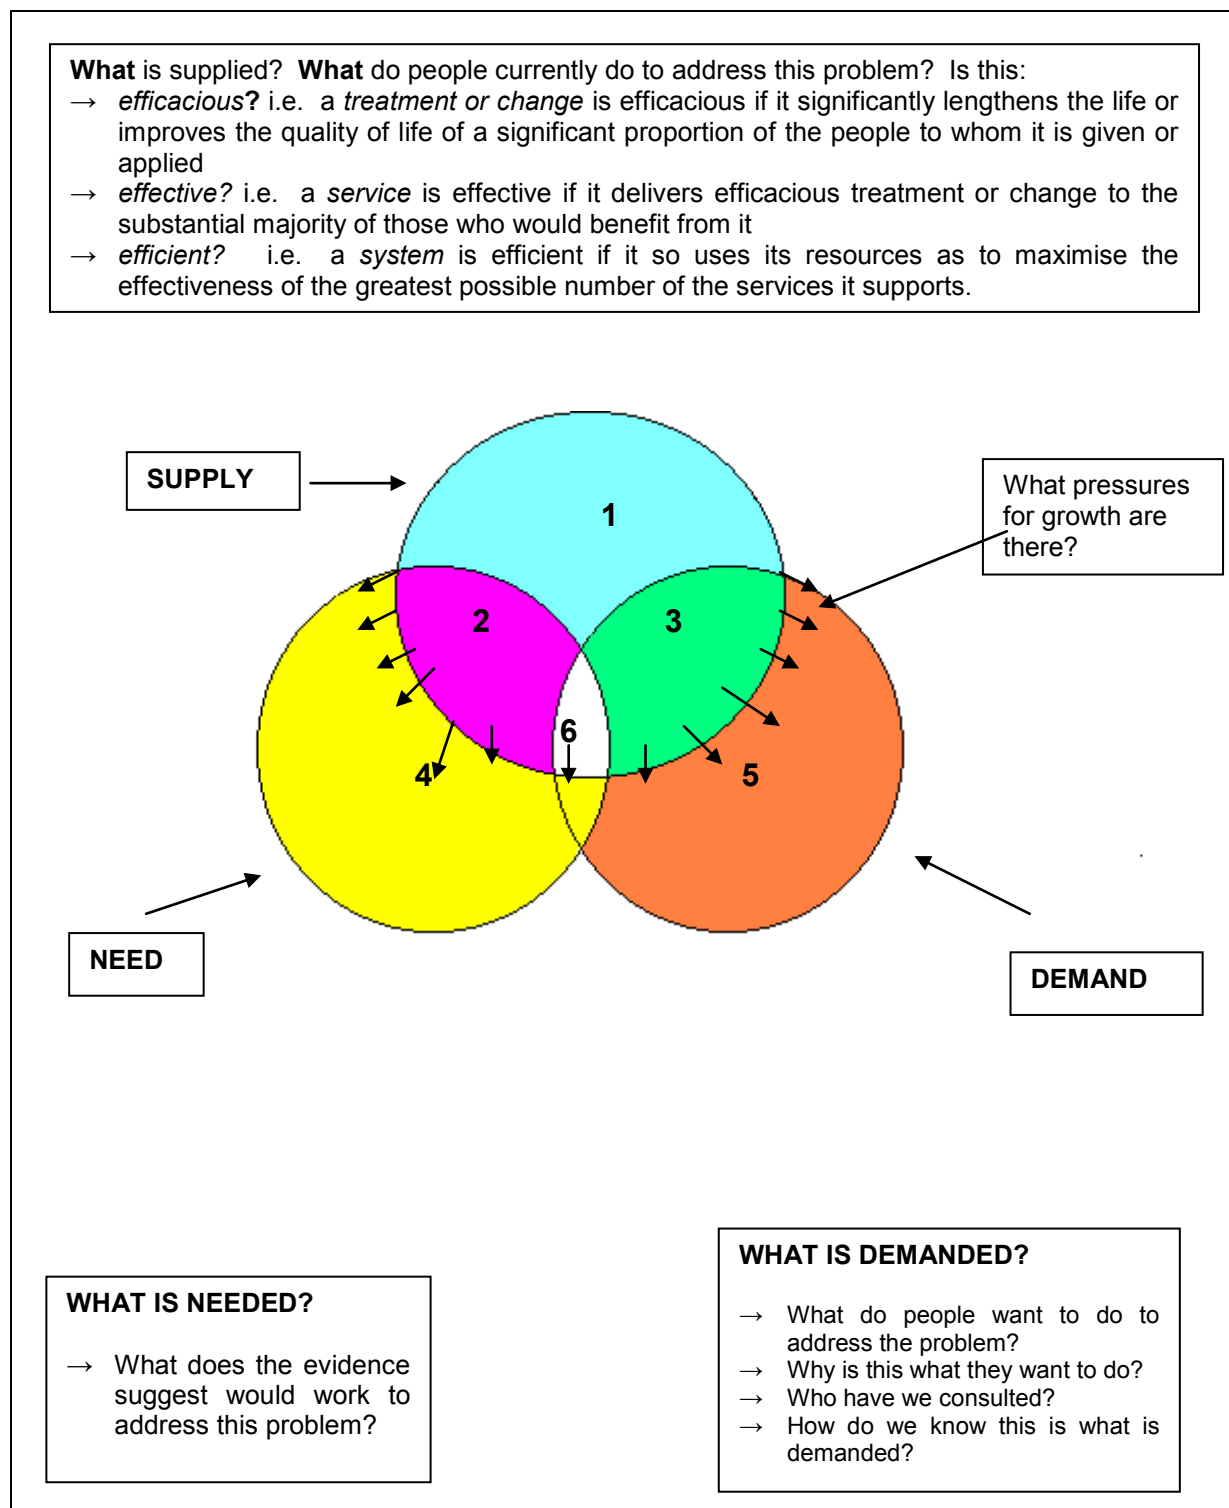 What is supplied? What do people currently do to address this problem? Is this:
→ efficacious? i.e. a treatment or change is efficacious if it significantly lengthens the life or
improves the quality of life of a significant proportion of the people to whom it is given or
applied
→ effective? i.e. a service is effective if it delivers efficacious treatment or change to the
substantial majority of those who would benefit from it
→ efficient? i.e. a system is efficient if it so uses its resources as to maximise the
effectiveness of the greatest possible number of the services it supports.
SUPPLY
What pressures
for growth are
there?
1
2
3
6
4
5
NEED
DEMAND
WHAT IS NEEDED?
→ What does the evidence
suggest would work to
address this problem?
WHAT IS DEMANDED?
→ What do people want to do to
address the problem?
→ Why is this what they want to do?
→ Who have we consulted?
→ How do we know this is what is
demanded?